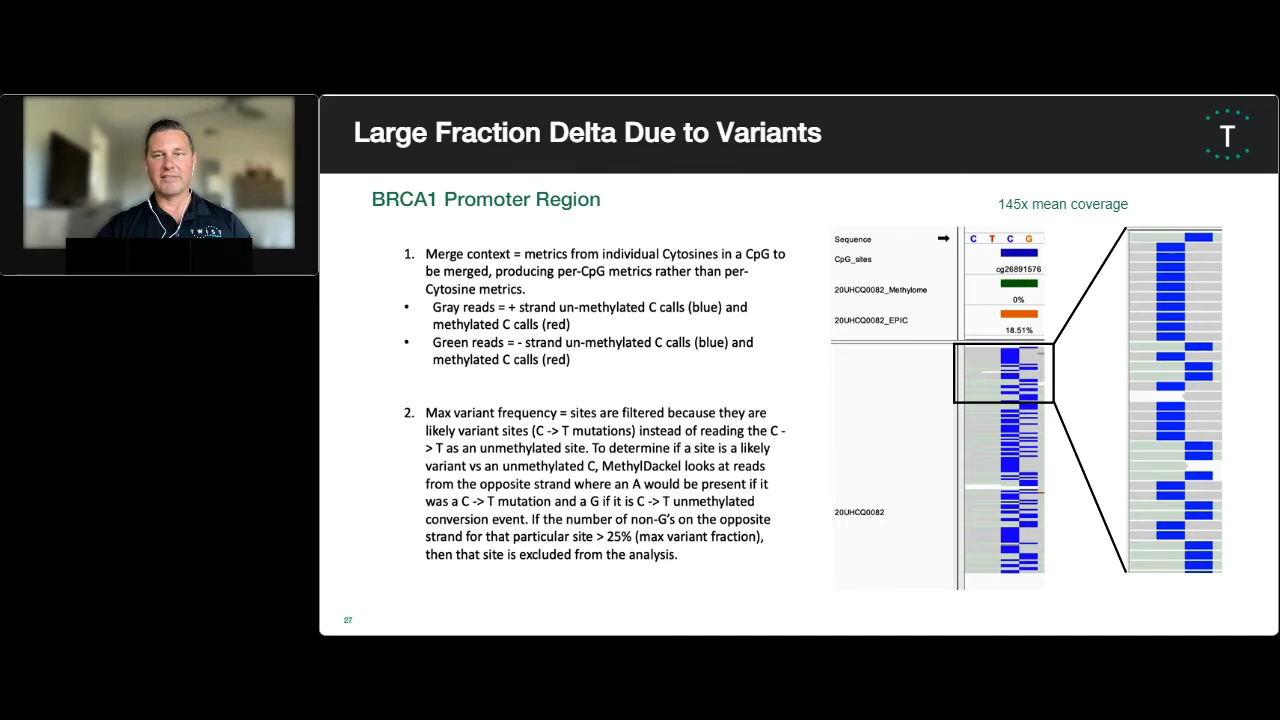 Large Fraction Delta Due to Variants
T
BRCA1 Promoter Region
145x mean coverage
1. Merge context = metrics from individual Cytosines in a CpG to
be merged, producing per-CpG metrics rather than per-
Cytosine metrics.
• Gray reads = + strand un-methylated C calls (blue) and
methylated C calls (red)
• Green reads = - strand un-methylated C calls (blue) and
methylated C calls (red)
2. Max variant frequency = sites are filtered because they are
likely variant sites (C -> T mutations) instead of reading the C -
> T as an unmethylated site. To determine if a site is a likely
variant vs an unmethylated C, MethylDackel looks at reads
from the opposite strand where an A would be present if it
was a C -> T mutation and a G if it is C -> T unmethylated
conversion event. If the number of non-G's on the opposite
strand for that particular site > 25% (max variant fraction),
then that site is excluded from the analysis.
Sequence
C T C G
CpG_sites
cg26891576
20UHCQ0082_Methylome
0%
20UHCQ0082_EPIC
18.51%
20UHCQ0082
27
TWIST